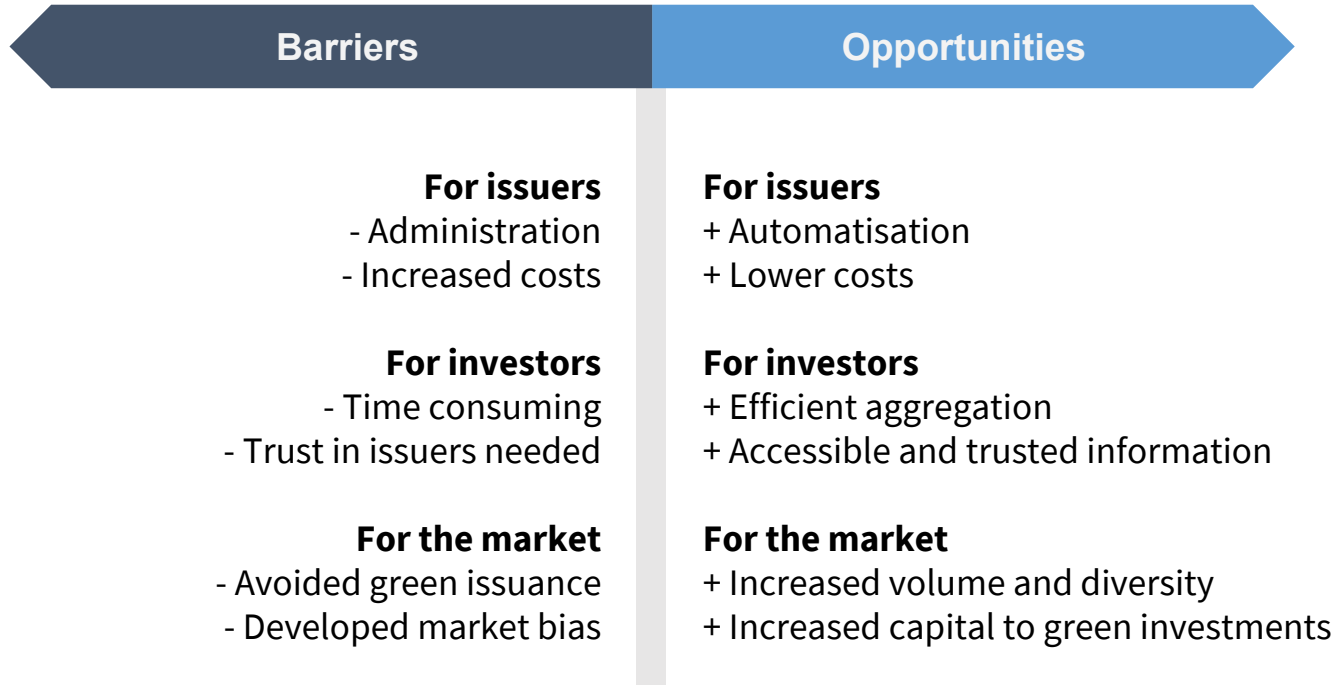 Barriers
Opportunities
For issuers
- Administration
- Increased costs
For investors
- Time consuming
- Trust in issuers needed
For the market
- Avoided green issuance
- Developed market bias
For issuers
+ Automatisation
+ Lower costs
For investors
+ Efficient aggregation
+ Accessible and trusted information
For the market
+ Increased volume and diversity
+ Increased capital to green investments